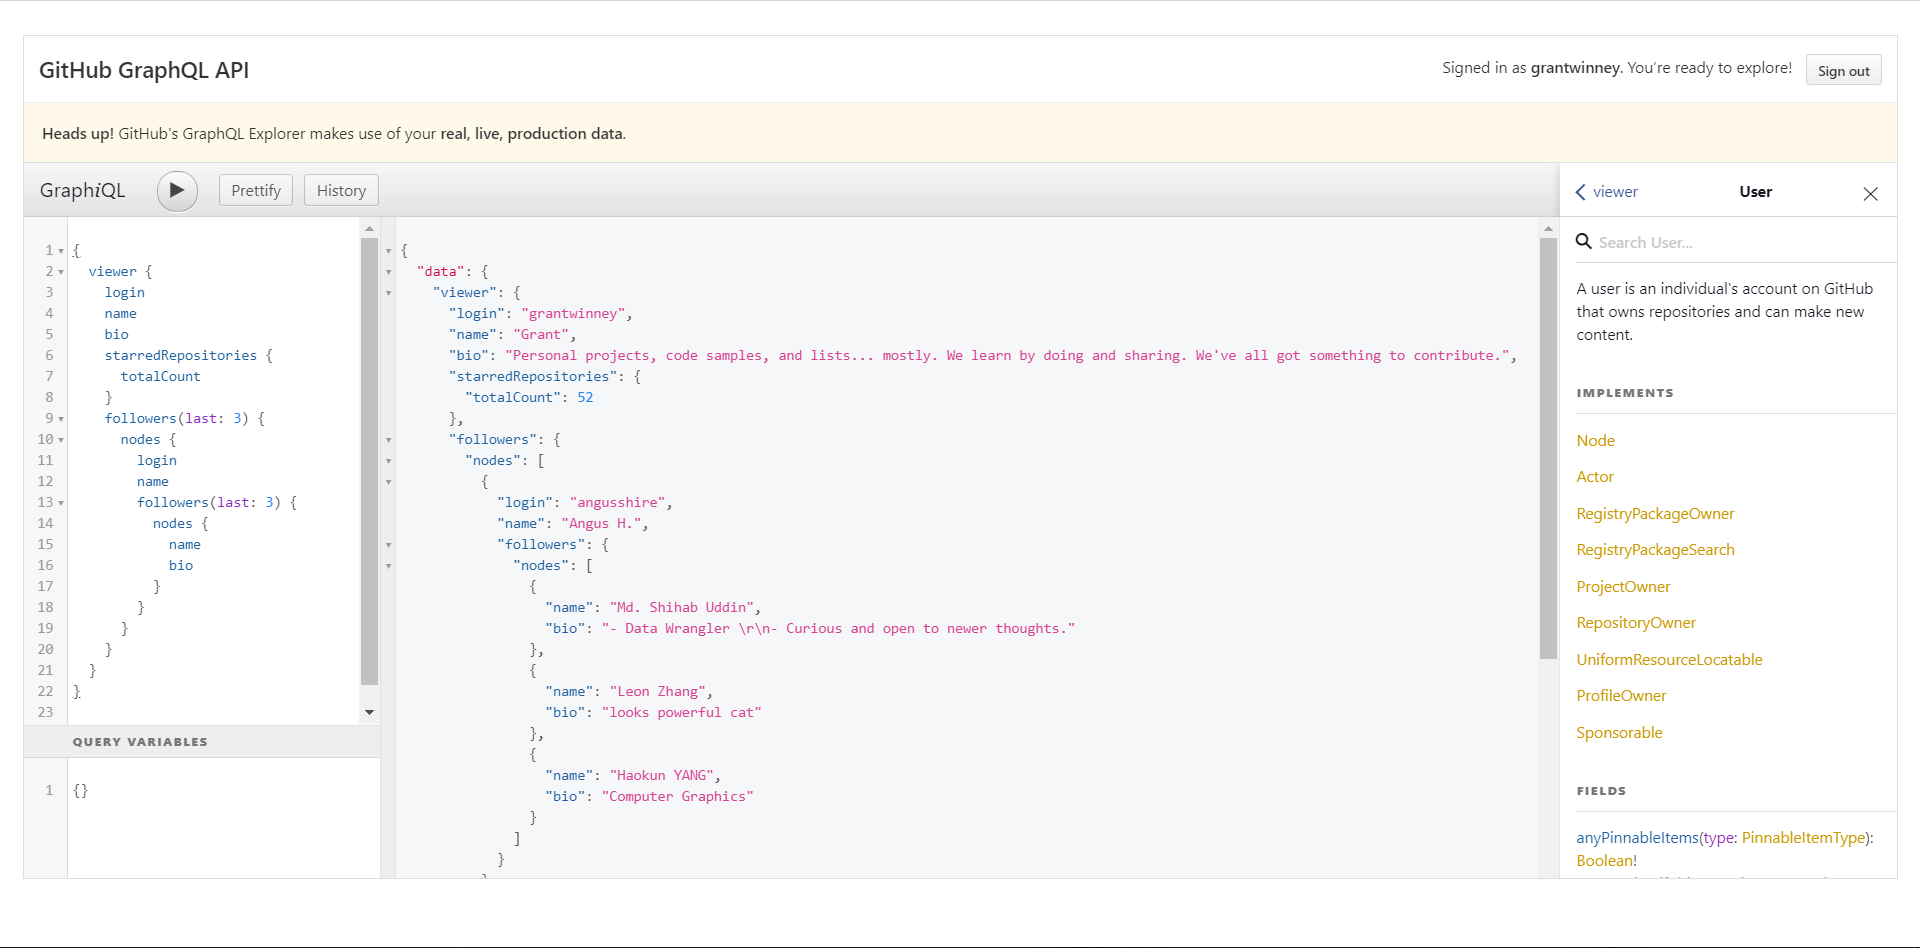 GitHub GraphQL API
Signed in as grantwinney. You're ready to explore!
Sign out
Heads up! GitHub's GraphQL Explorer makes use of your real, live, production data.
GraphiQL
Prettify
History
1 {
2 viewer {
3 login
4 name
5 bio
6 starredRepositories {
7 totalCount
8 }
9 followers(last: 3) {
10 nodes {
11 login
12 name
13 followers(last: 3) {
14 nodes {
15 name
16 bio
17 }
18 }
19 }
20 }
21 }
22 }
23
QUERY VARIABLES
1 {}
{
"data": {
"viewer": {
"login": "grantwinney",
"name": "Grant",
"bio": "Personal projects, code samples, and lists... mostly. We learn by doing and sharing. We've all got something to contribute.",
"starredRepositories": {
"totalCount": 52
},
"followers": {
"nodes": [
{
"login": "angusshire",
"name": "Angus H.",
"followers": {
"nodes": [
{
"name": "Md. Shihab Uddin",
"bio": "- Data Wrangler \r\n- Curious and open to newer thoughts."
},
{
"name": "Leon Zhang",
"bio": "looks powerful cat"
},
{
"name": "Haokun YANG",
"bio": "Computer Graphics"
}
]
}
viewer
User
Search User...
A user is an individual's account on GitHub
that owns repositories and can make new
content.
IMPLEMENTS
Node
Actor
RegistryPackageOwner
RegistryPackageSearch
ProjectOwner
RepositoryOwner
UniformResourceLocatable
ProfileOwner
Sponsorable
FIELDS
anyPinnableItems(type: PinnableItemType):
Boolean!